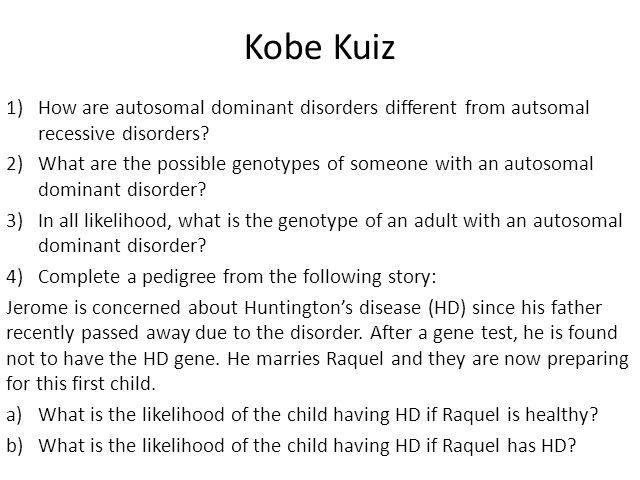 Kobe Kuiz
1) How are autosomal dominant disorders different from autsomal
recessive disorders?
2) What are the possible genotypes of someone with an autosomal
dominant disorder?
3) In all likelihood, what is the genotype of an adult with an autosomal
dominant disorder?
4) Complete a pedigree from the following story:
Jerome is concerned about Huntington’s disease (HD) since his father
recently passed away due to the disorder. After a gene test, he is found
not to have the HD gene. He marries Raquel and they are now preparing
for this first child.
a) What is the likelihood of the child having HD if Raquel is healthy?
b) What is the likelihood of the child having HD if Raquel has HD?